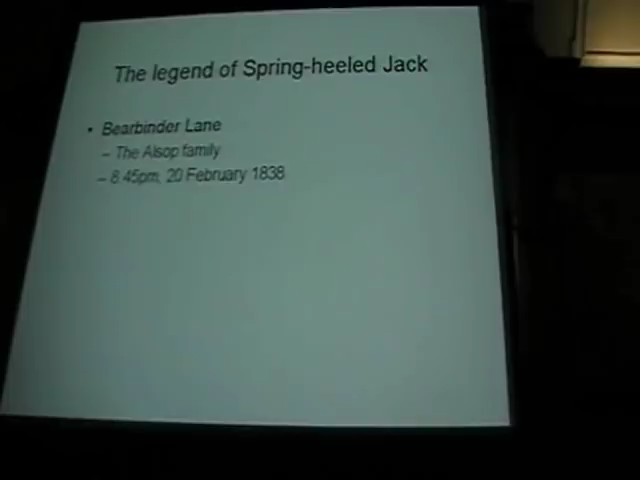 The legend of Spring-heeled Jack
• Bearbinder Lane
– The Alsop family
– 8.45pm, 20 February 1838